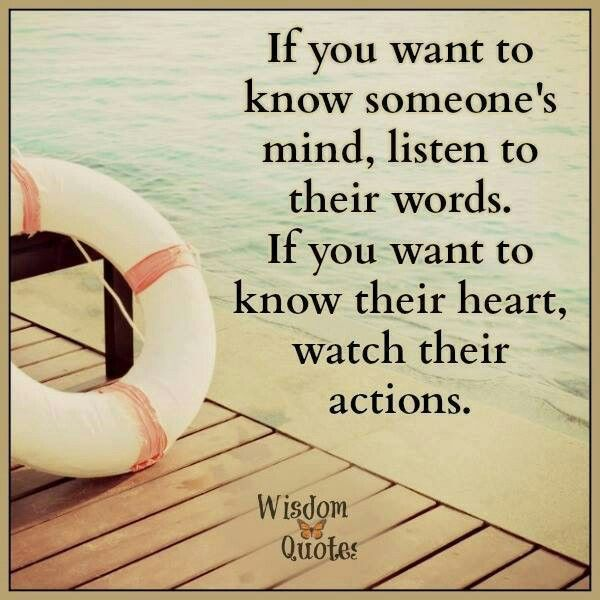 If you want to
know someone's
mind, listen to
their words.
If you want to
know their heart,
watch their
actions.
Wisdom
Quotes